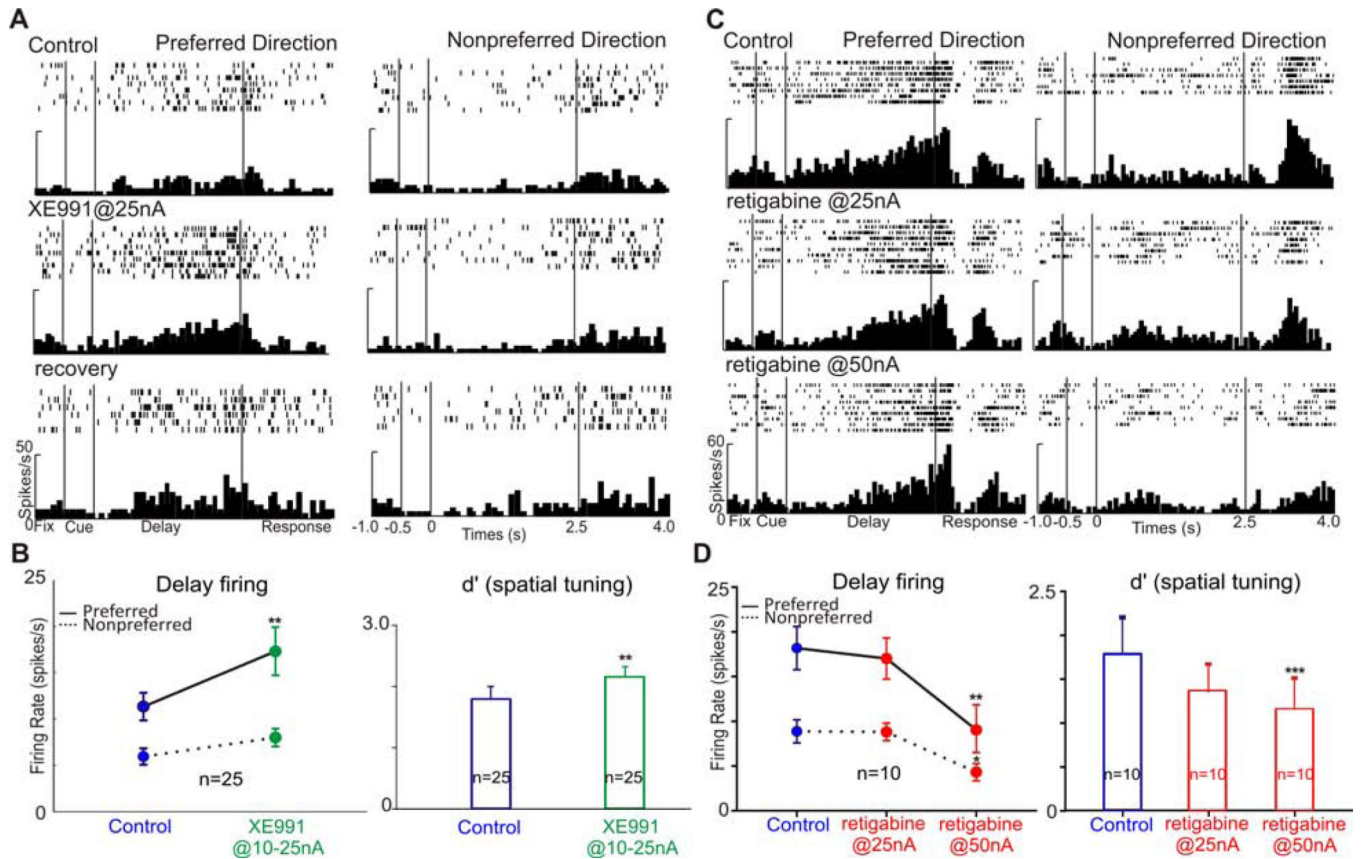 A
Control
Preferred Direction
Nonpreferred Direction
XE991@25nA
recovery
50
Spikes/s
0
Fix Cue Delay Response
-1.0 -0.5 0 2.5 4.0
Times (s)
C
Control
Preferred Direction
Nonpreferred Direction
retigabine @25nA
retigabine @50nA
60
Spikes/s
0
Fix Cue Delay Response
-1.0 -0.5 0 2.5 4.0
Times (s)
B
Delay firing
25
Preferred
Nonpreferred
**
Firing Rate (spikes/s)
n=25
0
Control
XE991
@10-25nA
d' (spatial tuning)
3.0
**
n=25
n=25
0
Control
XE991
@10-25nA
D
Delay firing
25
Preferred
Nonpreferred
**
*
Firing Rate (spikes/s)
n=10
0
Control
retigabine
@25nA
retigabine
@50nA
d' (spatial tuning)
2.5
***
n=10
n=10
n=10
0
Control
retigabine
@25nA
retigabine
@50nA